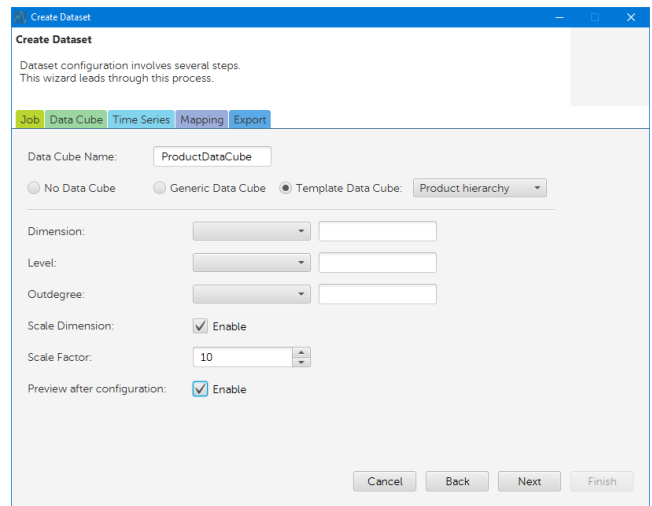 Create Dataset
Create Dataset
Dataset configuration involves several steps.
This wizard leads through this process.
Job Data Cube Time Series Mapping Export
Data Cube Name: ProductDataCube
No Data Cube Generic Data Cube Template Data Cube: Product hierarchy
Dimension:
Level:
Outdegree:
Scale Dimension: Enable
Scale Factor: 10
Preview after configuration: Enable
Cancel Back Next Finish